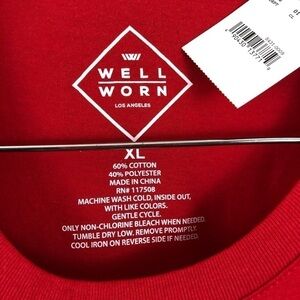 WELL
WORN
LOS ANGELES
XL
60% COTTON
40% POLYESTER
MADE IN CHINA
RN# 117508
MACHINE WASH COLD, INSIDE OUT,
WITH LIKE COLORS.
GENTLE CYCLE.
ONLY NON-CHLORINE BLEACH WHEN NEEDED.
TUMBLE DRY LOW. REMOVE PROMPTLY.
COOL IRON ON REVERSE SIDE IF NEEDED.